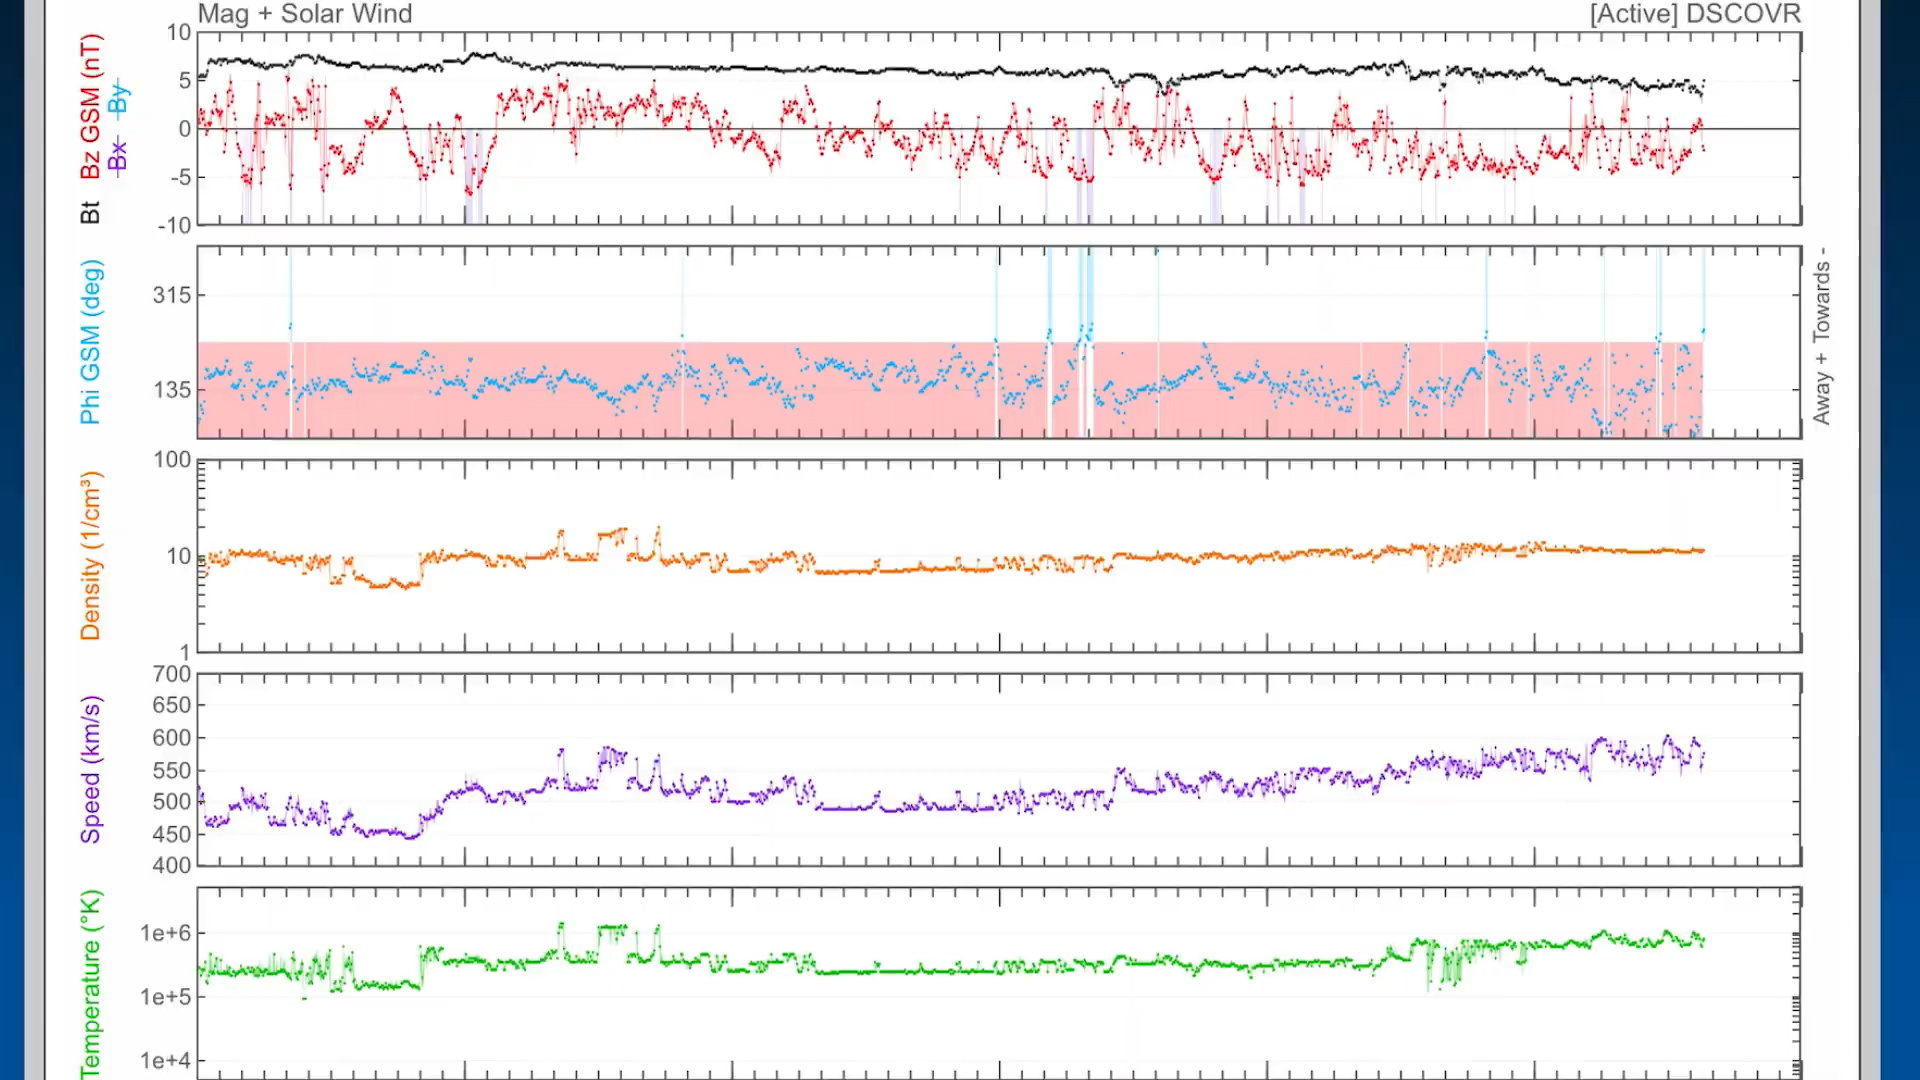 Mag + Solar Wind
[Active] DSCOVR
Bt Bz GSM (nT)
Bx By
10
5
0
-5
-10
Phi GSM (deg)
315
135
Away + Towards -
Density (1/cm³)
100
10
1
Speed (km/s)
700
650
600
550
500
450
400
Temperature (°K)
1e+6
1e+5
1e+4